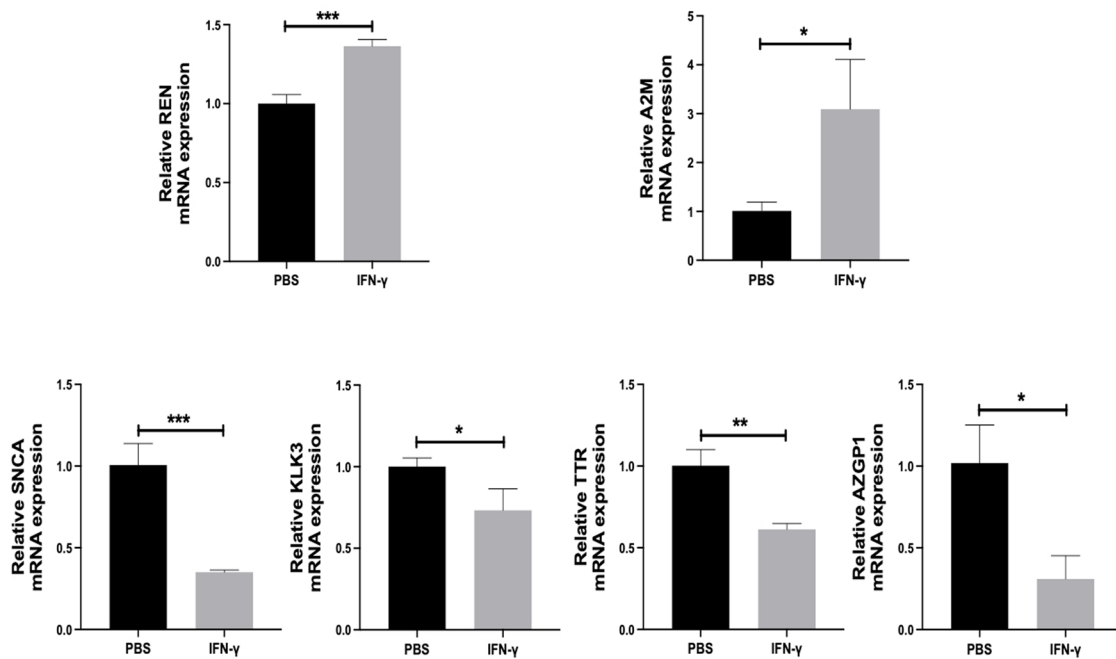 Relative REN
mRNA expression
1.5
1.0
0.5
0.0
***
PBS
IFN-γ
Relative A2M
mRNA expression
5
4
3
2
1
0
*
PBS
IFN-γ
Relative SNCA
mRNA expression
1.5
1.0
0.5
0.0
***
PBS
IFN-γ
Relative KLK3
mRNA expression
1.5
1.0
0.5
0.0
*
PBS
IFN-γ
Relative TTR
mRNA expression
1.5
1.0
0.5
0.0
**
PBS
IFN-γ
Relative AZGP1
mRNA expression
1.5
1.0
0.5
0.0
*
PBS
IFN-γ